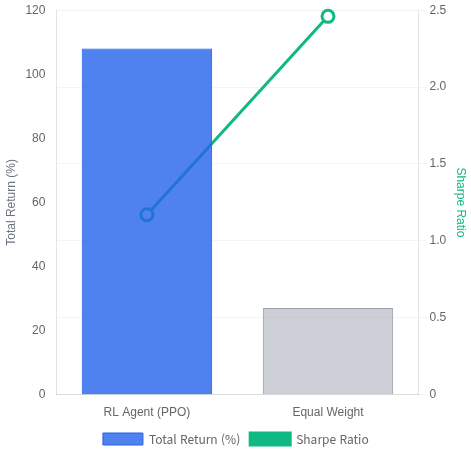 120
100
80
60
40
20
0
Total Return (%)
2.5
2.0
1.5
1.0
0.5
0
Sharpe Ratio
RL Agent (PPO)
Equal Weight
Total Return (%)
Sharpe Ratio